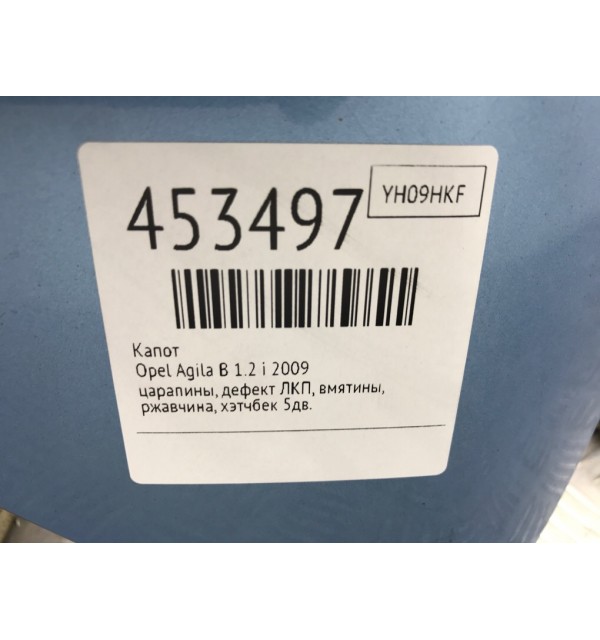 453497
YH09HKF
Капот
Opel Agila B 1.2 i 2009
царапины, дефект ЛКП, вмятины,
ржавчина, хэтчбек 5дв.